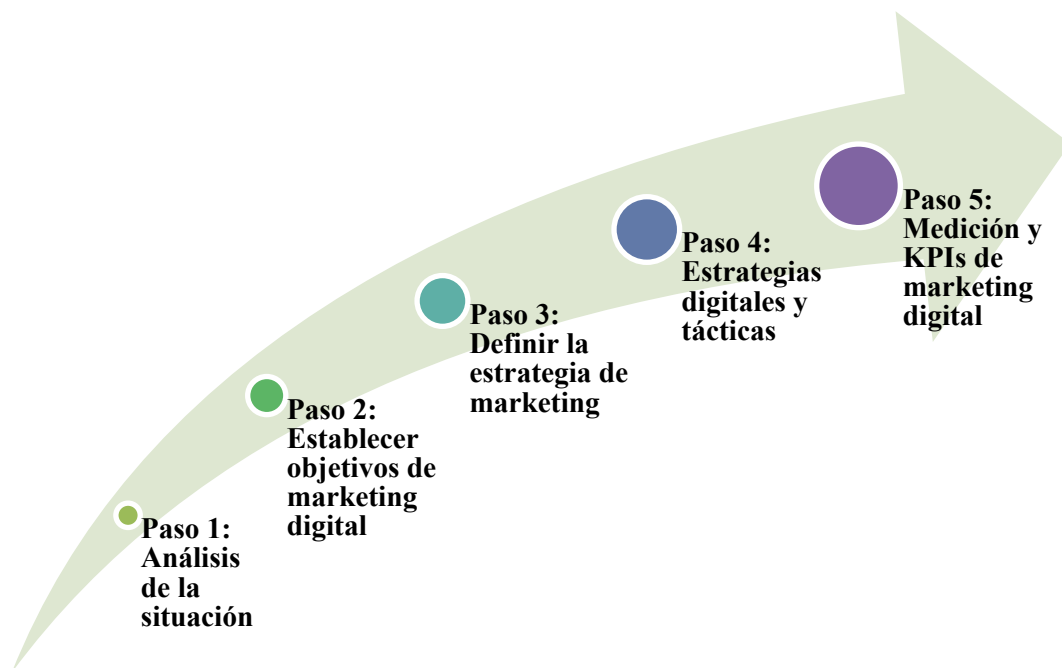 Paso 1:
Análisis
de la
situación
Paso 2:
Establecer
objetivos de
marketing
digital
Paso 3:
Definir la
estrategia de
marketing
Paso 4:
Estrategias
digitales y
tácticas
Paso 5:
Medición y
KPIs de
marketing
digital